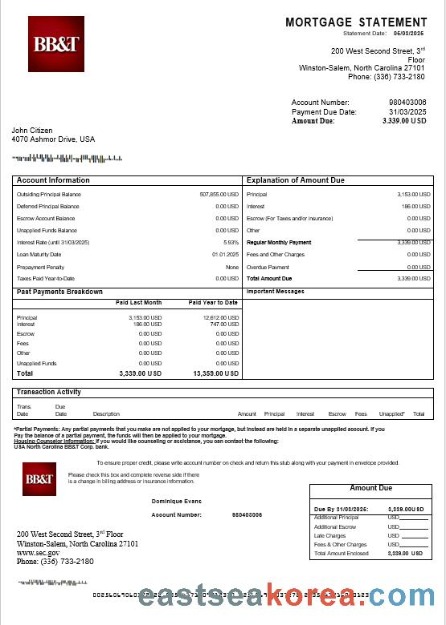 BB&T
MORTGAGE STATEMENT
Statement Date: 06/03/2025
200 West Second Street, 3rd
Floor
Winston-Salem, North Carolina 27101
Phone: (336) 733-2180
Account Number: 980403006
Payment Due Date: 31/03/2025
Amount Due: 3.339.00 USD
John Citizen
4070 Ashmor Drive, USA
Account Information Explanation of Amount Due
Outsiding Principal Balance 507,855.00 USD Principal 3,153.00 USD
Deferred Principal Balance 0.00 USD Interest 186.00 USD
Escrow Account Balance 0.00 USD Escrow (For Taxes and/or Insurance) 0.00 USD
Unapplied Funds Balance 0.00 USD Other 0.00 USD
Interest Rate (until 31/03/2025) 5.93% Regular Monthly Payment 3,339.00 USD
Loan Maturity Date 01.01.2025 Fees and Other Charges 0.00 USD
Prepayment Penalty None Overdue Payment 0.00 USD
Taxes Paid Year-to-Date 0.00 USD Total Amount Due 3,339.00 USD
Past Payments Breakdown Important Messages
Paid Last Month Paid Year to Date
Principal 3,153.00 USD 12,612.00 USD
Interest 186.00 USD 747.00 USD
Escrow 0.00 USD 0.00 USD
Fees 0.00 USD 0.00 USD
Other 0.00 USD 0.00 USD
Unapplied Funds 0.00 USD 0.00 USD
Total 3,339.00 USD 13,359.00 USD
Transaction Activity
Trans. Date Due Date Description Amount Principal Interest Escrow Fees Unapplied* Total
*Partial Payments: Any partial payments that you make are not applied to your mortgage, but instead are held in a separate unapplied account. If you
Pay the balance of a partial payment, the funds will then be applied to your mortgage.
Housing Counselor Information: If you would like counseling or assistance, you can contact the following:
USA North Carolina BB&T Corp. bank.
To ensure proper credit, please write account number on check and return this stub along with your payment in envelope provided.
BB&T
Please check this box and complete reverse side if there
is a change in billing address or insurance information.
Dominique Evans
Account Number: 980403006
Amount Due
Due By 31/03/2025: 3,339.00USD
Additional Principal USD
Additional Escrow USD
Late Charges USD
Fees & Other Charges USD
Total Amount Enclosed 3,339.00 USD
200 West Second Street, 3rd Floor
Winston-Salem, North Carolina 27101
www.sec.gov
Phone: (336) 733-2180
eastseakorea.com